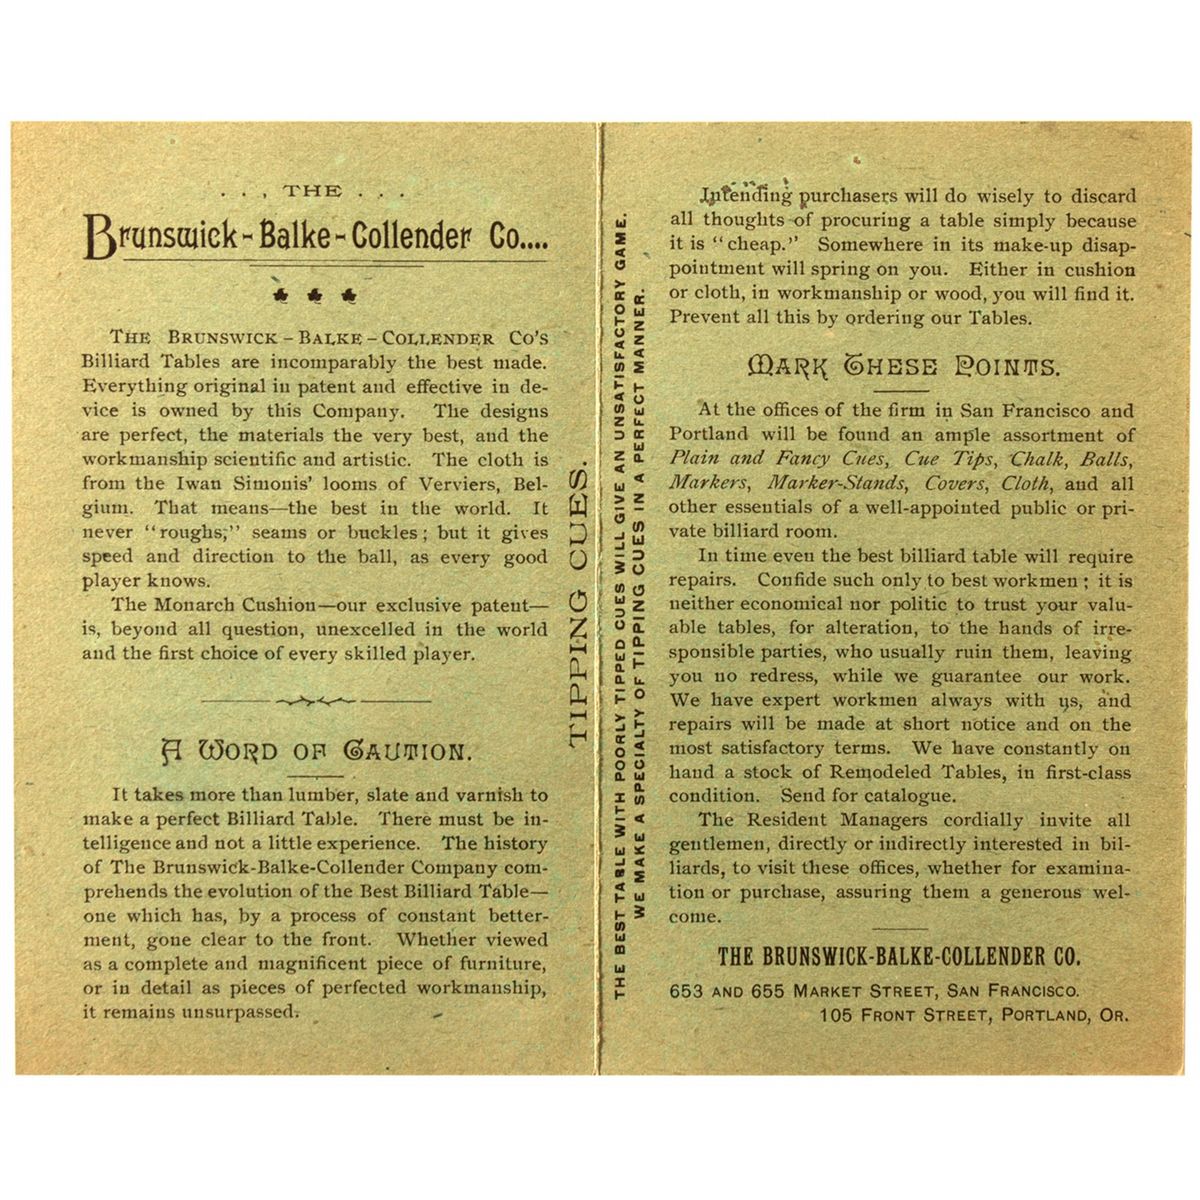 . . , THE . . .
Brunswick-Balke-Collender Co....
THE BRUNSWICK-BALKE-COLLENDER CO'S
Billiard Tables are incomparably the best made.
Everything original in patent and effective in de-
vice is owned by this Company. The designs
are perfect, the materials the very best, and the
workmanship scientific and artistic. The cloth is
from the Iwan Simonis' looms of Verviers, Bel-
gium. That means—the best in the world. It
never "roughs;" seams or buckles; but it gives
speed and direction to the ball, as every good
player knows.
The Monarch Cushion—our exclusive patent—
is, beyond all question, unexcelled in the world
and the first choice of every skilled player.
A WORD OF CAUTION.
It takes more than lumber, slate and varnish to
make a perfect Billiard Table. There must be in-
telligence and not a little experience. The history
of The Brunswick-Balke-Collender Company com-
prehends the evolution of the Best Billiard Table—
one which has, by a process of constant better-
ment, gone clear to the front. Whether viewed
as a complete and magnificent piece of furniture,
or in detail as pieces of perfected workmanship,
it remains unsurpassed.
TIPPING CUES.
THE BEST TABLE WITH POORLY TIPPED CUES WILL GIVE AN UNSATISFACTORY GAME.
WE MAKE A SPECIALTY OF TIPPING CUES IN A PERFECT MANNER.
Intending purchasers will do wisely to discard
all thoughts of procuring a table simply because
it is "cheap." Somewhere in its make-up disap-
pointment will spring on you. Either in cushion
or cloth, in workmanship or wood, you will find it.
Prevent all this by ordering our Tables.
MARK THESE POINTS.
At the offices of the firm in San Francisco and
Portland will be found an ample assortment of
Plain and Fancy Cues, Cue Tips, Chalk, Balls,
Markers, Marker-Stands, Covers, Cloth, and all
other essentials of a well-appointed public or pri-
vate billiard room.
In time even the best billiard table will require
repairs. Confide such only to best workmen; it is
neither economical nor politic to trust your valu-
able tables, for alteration, to the hands of irre-
sponsible parties, who usually ruin them, leaving
you no redress, while we guarantee our work.
We have expert workmen always with us, and
repairs will be made at short notice and on the
most satisfactory terms. We have constantly on
hand a stock of Remodeled Tables, in first-class
condition. Send for catalogue.
The Resident Managers cordially invite all
gentlemen, directly or indirectly interested in bil-
liards, to visit these offices, whether for examina-
tion or purchase, assuring them a generous wel-
come.
THE BRUNSWICK-BALKE-COLLENDER CO.
653 AND 655 MARKET STREET, SAN FRANCISCO.
105 FRONT STREET, PORTLAND, OR.